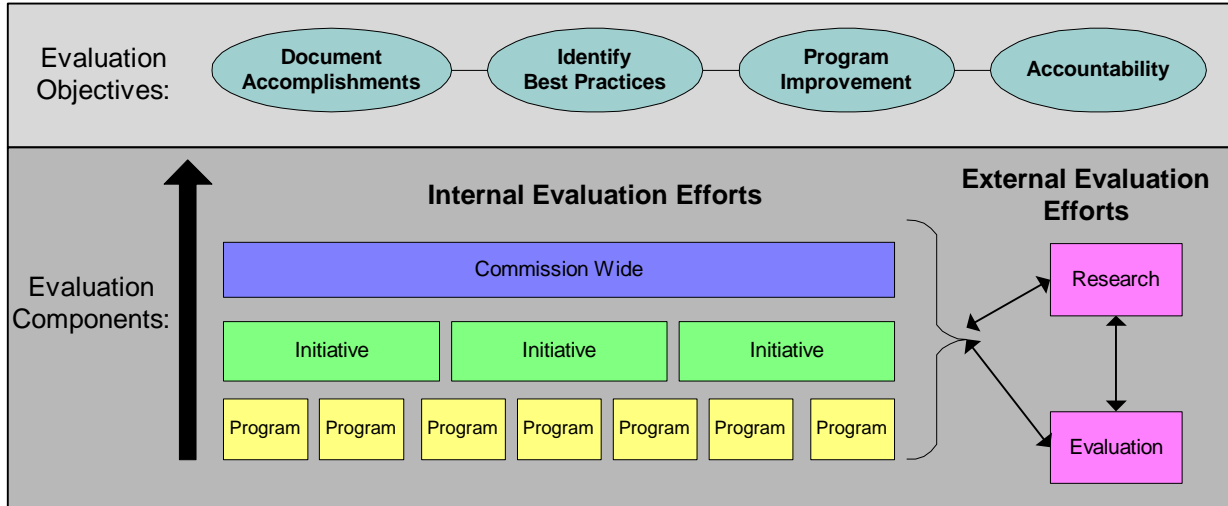 Evaluation
Objectives:
Document
Accomplishments
Identify
Best Practices
Program
Improvement
Accountability
Evaluation
Components:
Internal Evaluation Efforts
External Evaluation
Efforts
Commission Wide
Initiative
Initiative
Initiative
Program
Program
Program
Program
Program
Program
Program
Research
Evaluation